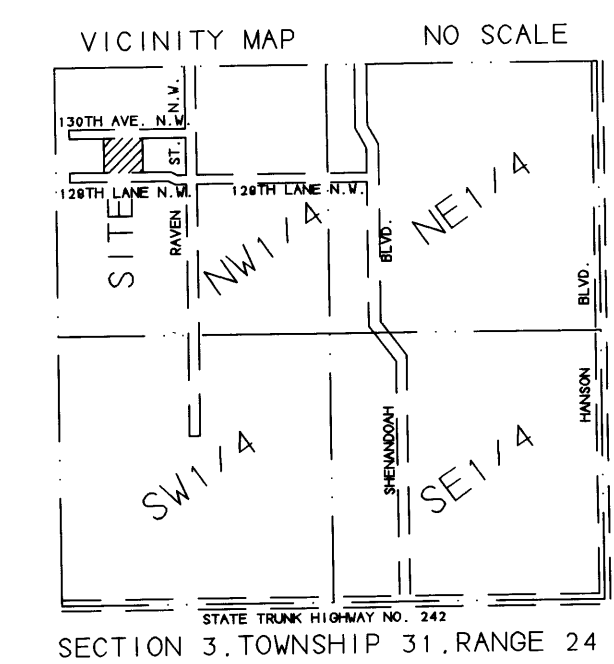 VICINITY MAP
NO SCALE
130TH AVE. N.W.
RAVEN ST. N.W.
129TH LANE N.W.
129TH LANE N.W.
SITE
NW1/4
NE1/4
SHENANDOAH BLVD.
HANSON BLVD.
SW1/4
SE1/4
STATE TRUNK HIGHWAY NO. 242
SECTION 3, TOWNSHIP 31, RANGE 24